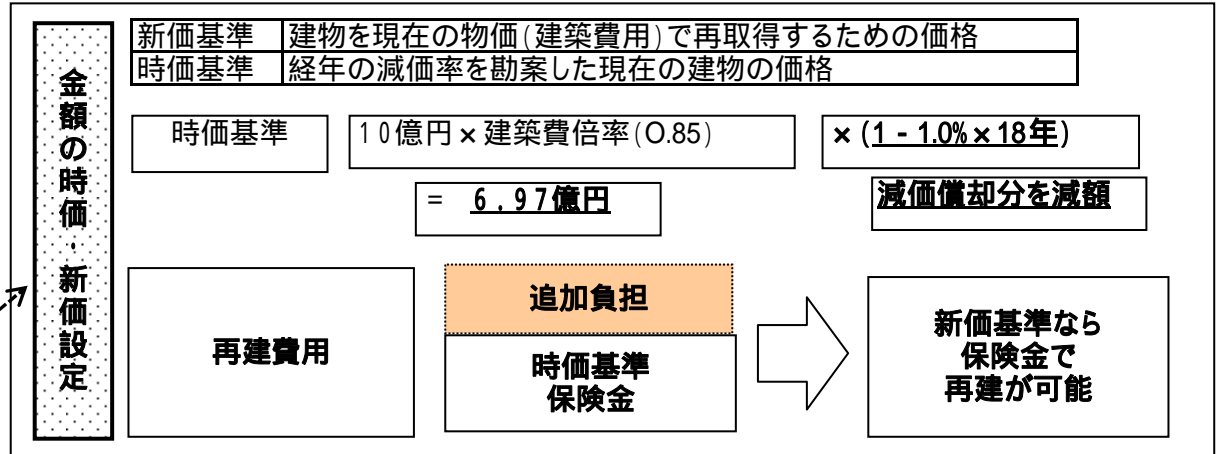 金額の時価・新価設定
新価基準 建物を現在の物価(建築費用)で再取得するための価格
時価基準 経年の減価率を勘案した現在の建物の価格
時価基準 10億円×建築費倍率(0.85) ×(1-1.0%×18年)
= 6.97億円 減価償却分を減額
再建費用
追加負担
時価基準
保険金
新価基準なら
保険金で
再建が可能